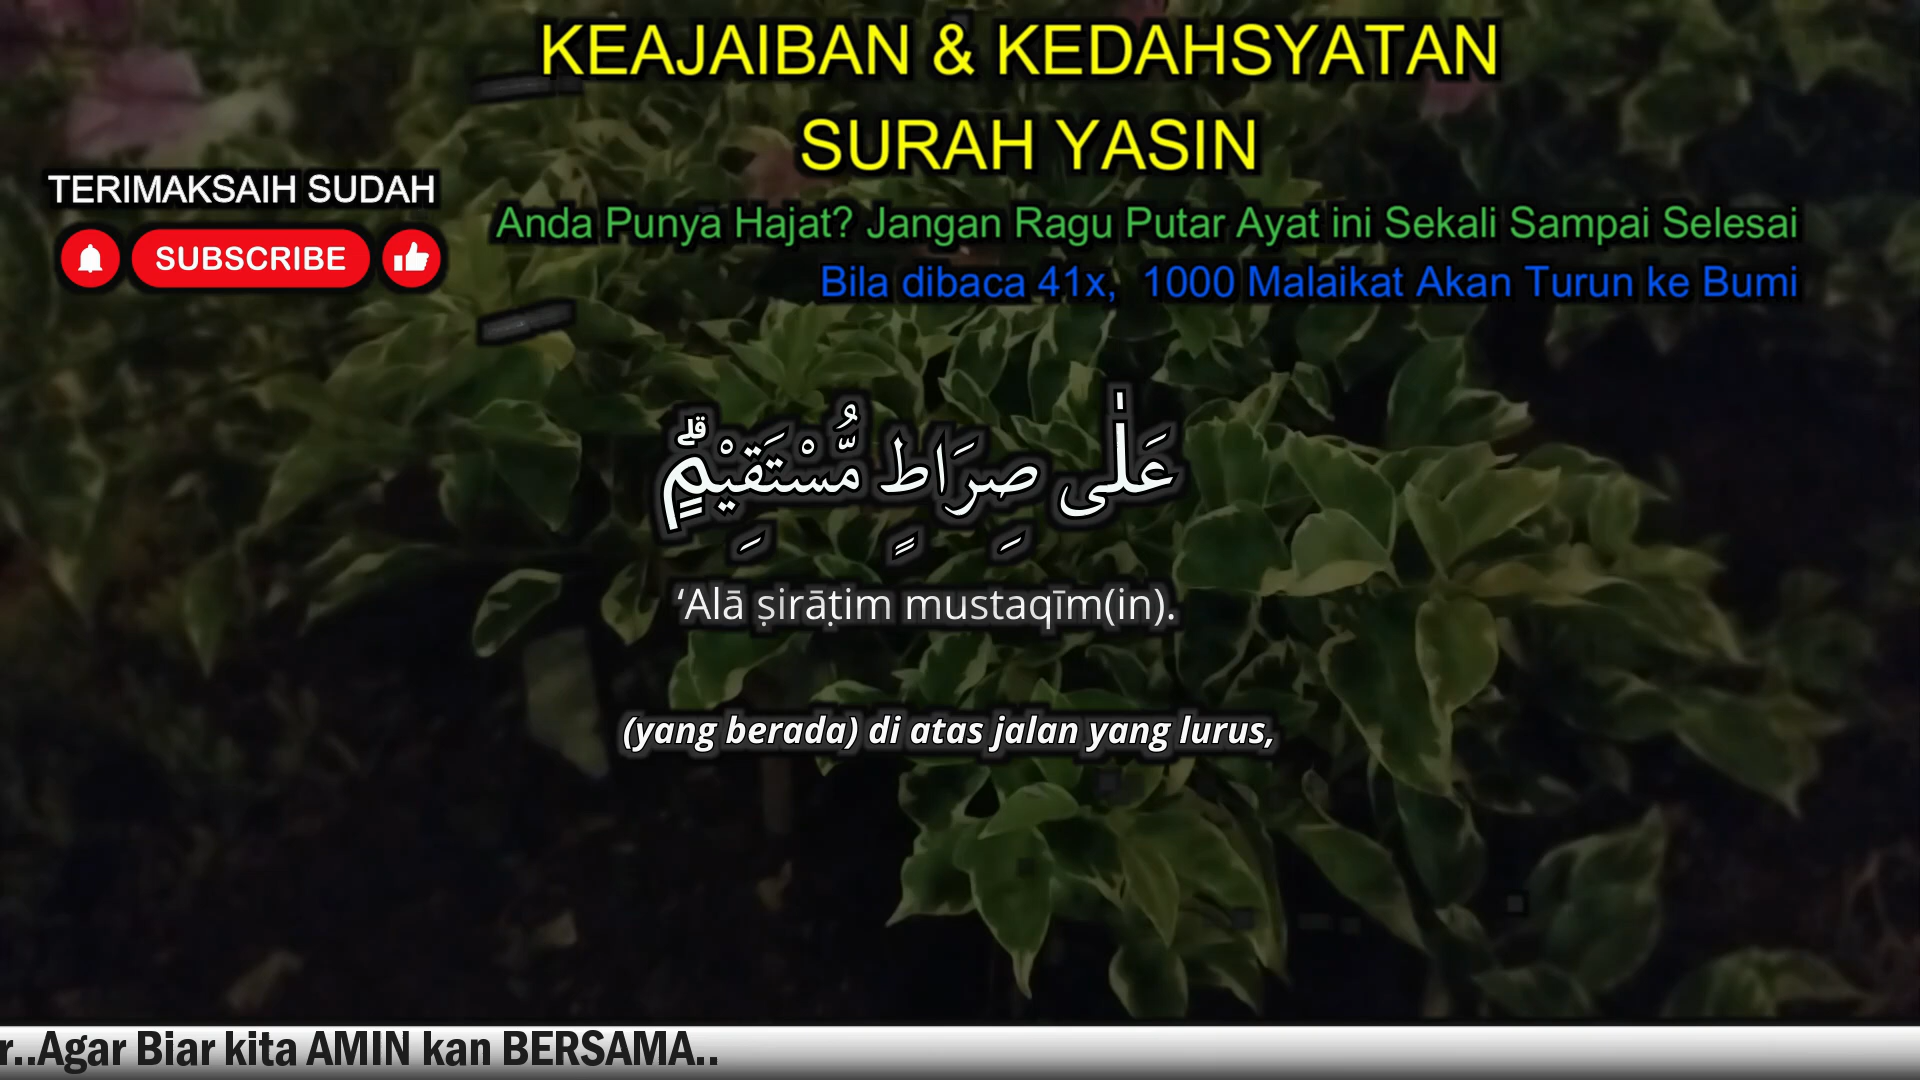 KEAJAIBAN & KEDAHSYATAN
SURAH YASIN
TERIMAKSAIH SUDAH
SUBSCRIBE
Anda Punya Hajat? Jangan Ragu Putar Ayat ini Sekali Sampai Selesai
Bila dibaca 41x, 1000 Malaikat Akan Turun ke Bumi
عَلٰى صِرَاطٍ مُّسْتَقِيْمٍۗ
‘Alā ṣirāṭim mustaqīm(in).
(yang berada) di atas jalan yang lurus,
r..Agar Biar kita AMIN kan BERSAMA..